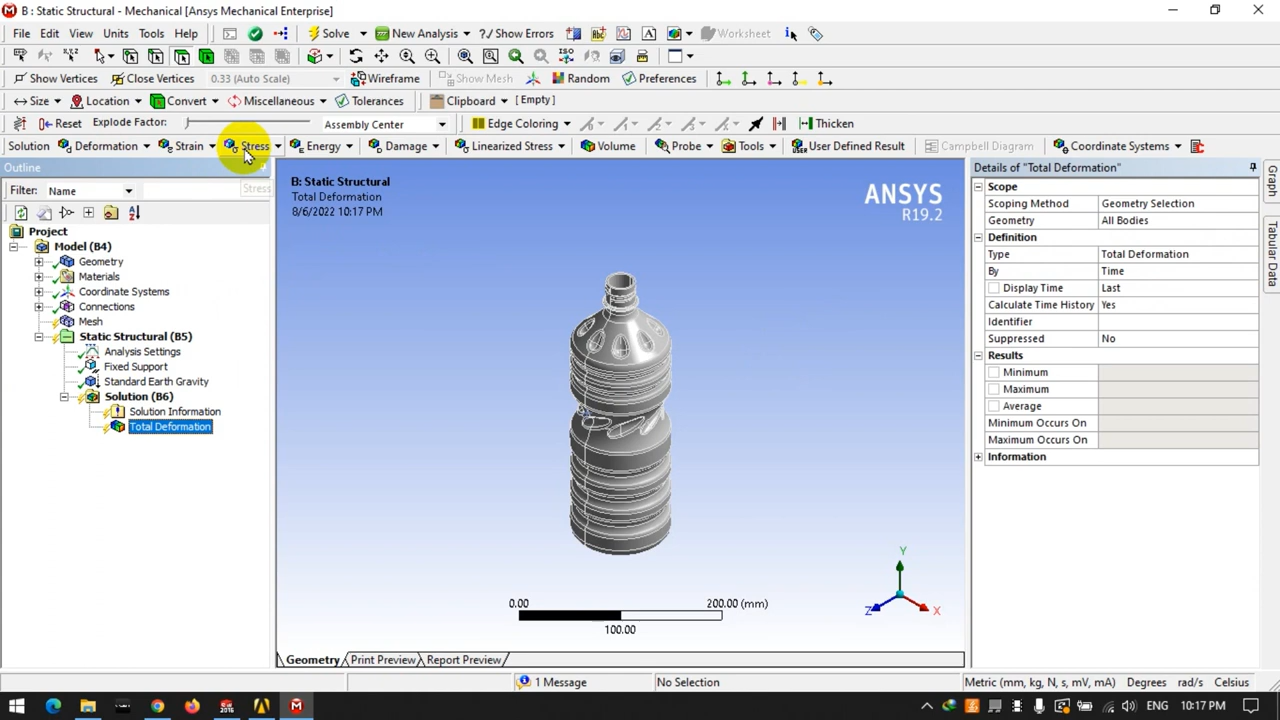 B : Static Structural - Mechanical [Ansys Mechanical Enterprise]
File Edit View Units Tools Help Solve New Analysis ?/ Show Errors Worksheet
Show Vertices Close Vertices 0.33 (Auto Scale) Wireframe Show Mesh Random Preferences
Size Location Convert Miscellaneous Tolerances Clipboard [ Empty ]
Reset Explode Factor: Assembly Center Edge Coloring Thicken
Solution Deformation Strain Stress Energy Damage Linearized Stress Volume Probe Tools User Defined Result Campbell Diagram Coordinate Systems
Outline
Filter: Name
Stress
Project
Model (B4)
Geometry
Materials
Coordinate Systems
Connections
Mesh
Static Structural (B5)
Analysis Settings
Fixed Support
Standard Earth Gravity
Solution (B6)
Solution Information
Total Deformation
B: Static Structural
Total Deformation
8/6/2022 10:17 PM
ANSYS
R19.2
0.00 200.00 (mm)
100.00
Y
Z X
Geometry Print Preview Report Preview
Details of "Total Deformation"
Scope
Scoping Method Geometry Selection
Geometry All Bodies
Definition
Type Total Deformation
By Time
Display Time Last
Calculate Time History Yes
Identifier
Suppressed No
Results
Minimum
Maximum
Average
Minimum Occurs On
Maximum Occurs On
Information
Graph
Tabular Data
1 Message No Selection Metric (mm, kg, N, s, mV, mA) Degrees rad/s Celsius
ENG 10:17 PM